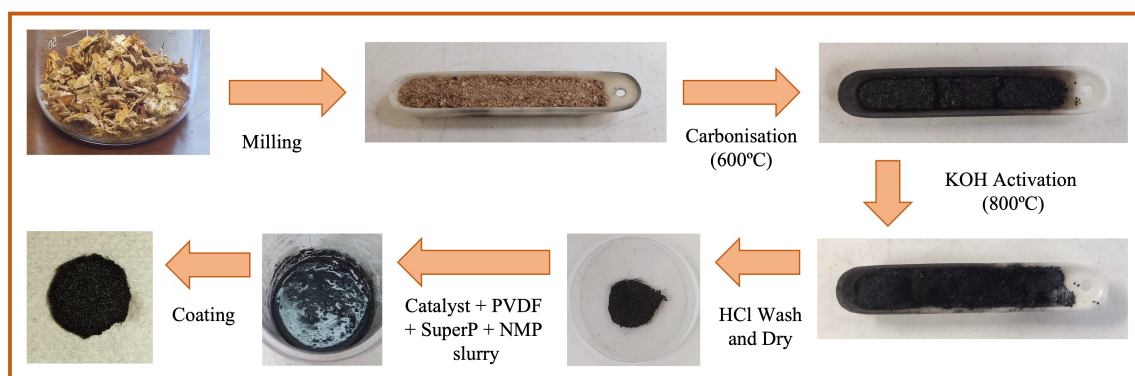 Milling
Carbonisation
(600ºC)
KOH Activation
(800ºC)
HCl Wash
and Dry
Catalyst + PVDF
+ SuperP + NMP
slurry
Coating